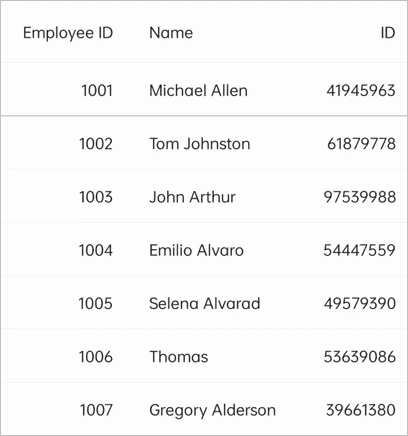 Employee ID Name ID
1001 Michael Allen 41945963
1002 Tom Johnston 61879778
1003 John Arthur 97539988
1004 Emilio Alvaro 54447559
1005 Selena Alvarad 49579390
1006 Thomas 53639086
1007 Gregory Alderson 39661380